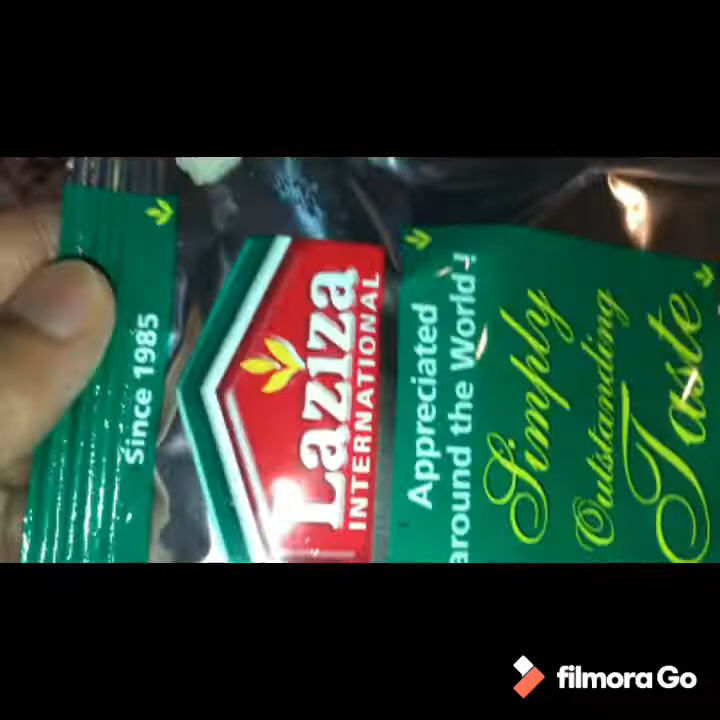 Since 1985
Laziza
INTERNATIONAL
Appreciated
around the World!
Simply
Outstanding
Taste
filmora Go